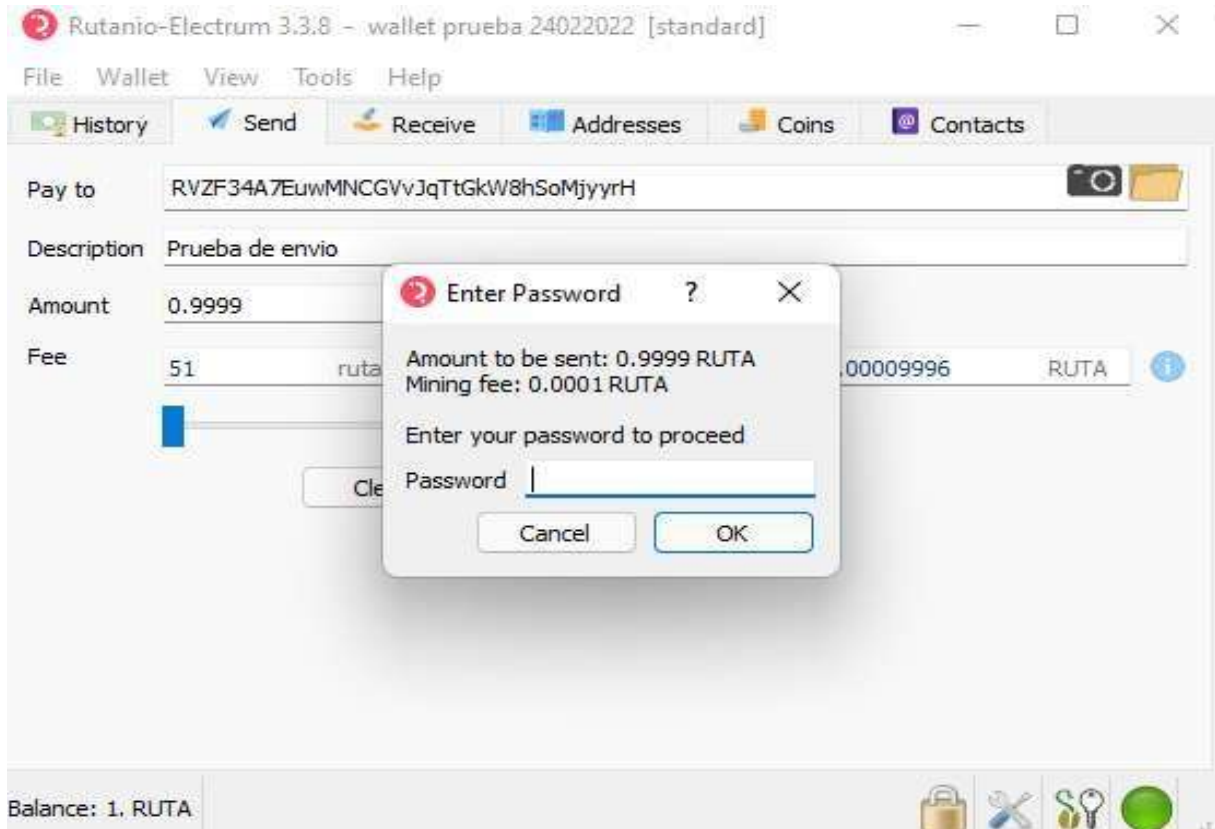 Rutanio-Electrum 3.3.8 - wallet prueba 24022022 [standard]
File Wallet View Tools Help
History Send Receive Addresses Coins Contacts
Pay to RVZF34A7EuwMNCGVvJqTtGkW8hSoMjyyrH
Description Prueba de envio
Amount 0.9999
Fee 51 ruta .00009996 RUTA
Cle
Enter Password ? 
Amount to be sent: 0.9999 RUTA
Mining fee: 0.0001 RUTA
Enter your password to proceed
Password
Cancel OK
Balance: 1. RUTA